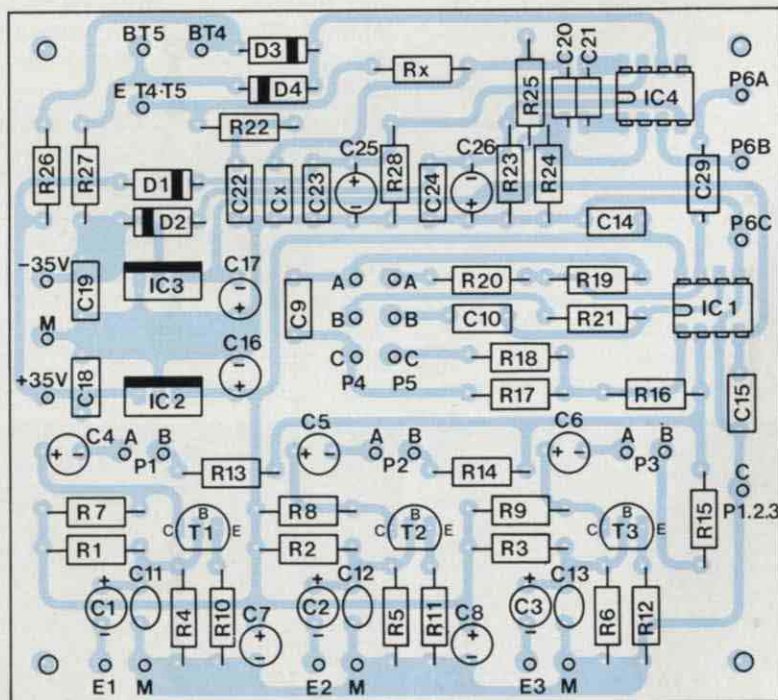 BT5 BT4 D3 Rx C20 C21
D4 R25 IC4 P6A
E T4·T5
R22
R26 R27 C25 R28 C26 R23 R24 C29 P6B
D1 C22 Cx C23 C24
D2 C14 P6C
−35V C19 IC3 C17 C9 A A R20 R19
M B B C10 R21 IC1
C16 C C R18
+35V C18 IC2 P4 P5 R17 R16 C15
C4 A B C5 A B C6 A B
P1 R13 P2 R14 P3 C
R7 B R8 B R9 B R15 P1.2.3
C T1 E C T2 E C T3 E
R1 R2 R3
C11 C12 C13
C1 R4 R10 C7 C2 R5 R11 C8 C3 R6 R12
E1 M E2 M E3 M